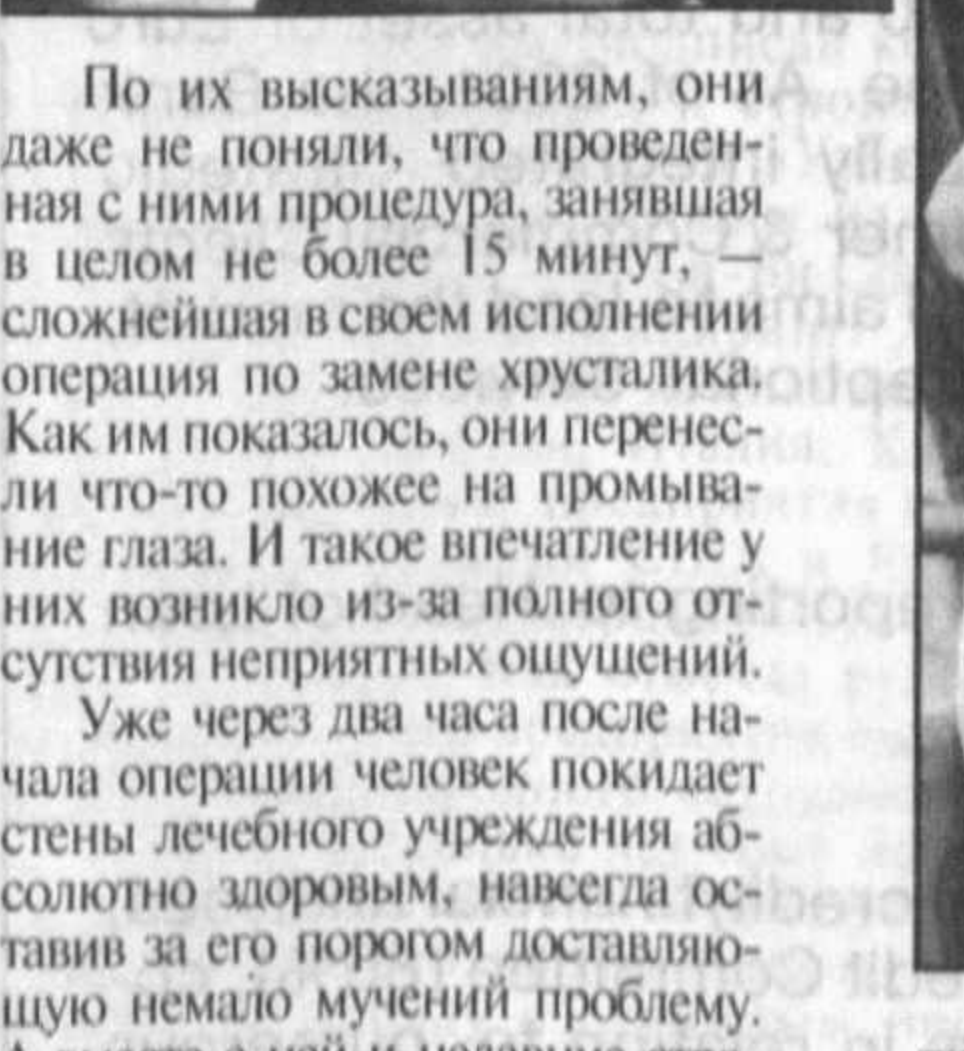 По их высказываниям, они
даже не поняли, что проведен-
ная с ними процедура, занявшая
в целом не более 15 минут, —
сложнейшая в своем исполнении
операция по замене хрусталика.
Как им показалось, они перенес-
ли что-то похожее на промыва-
ние глаза. И такое впечатление у
них возникло из-за полного от-
сутствия неприятных ощущений.
Уже через два часа после на-
чала операции человек покидает
стены лечебного учреждения аб-
солютно здоровым, навсегда ос-
тавив за его порогом доставляю-
щую немало мучений проблему.